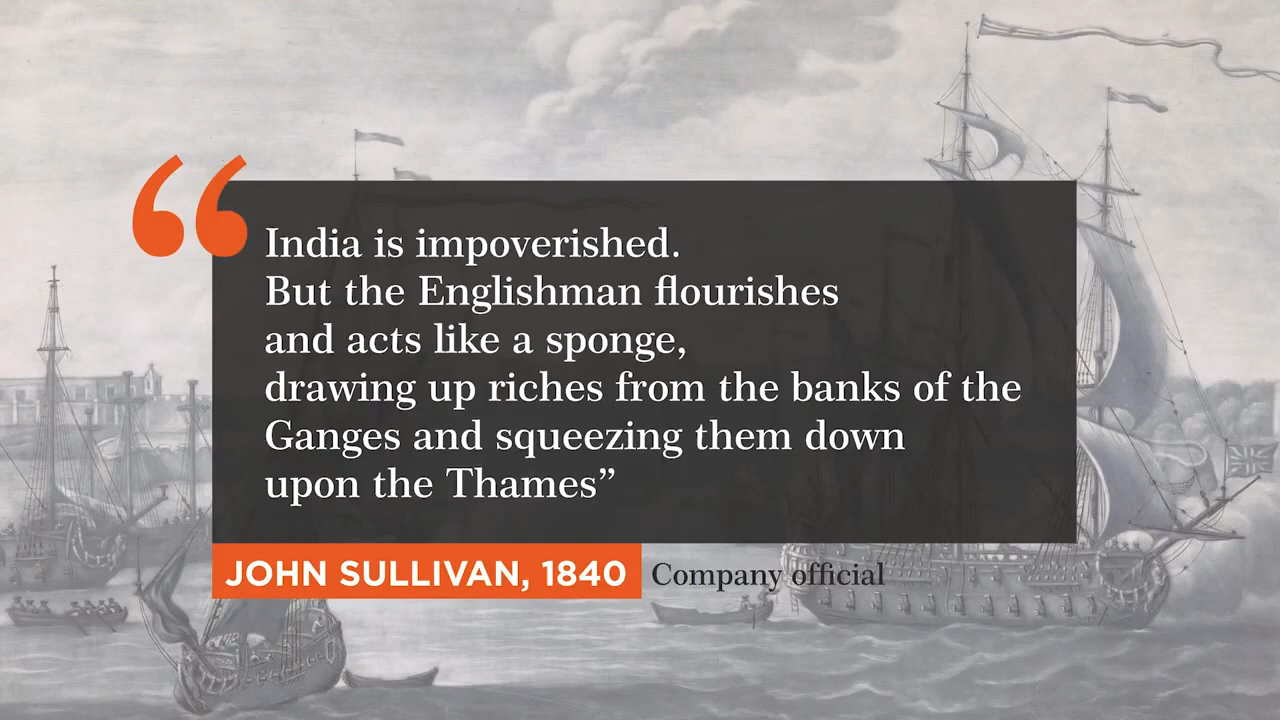 “
India is impoverished.
But the Englishman flourishes
and acts like a sponge,
drawing up riches from the banks of the
Ganges and squeezing them down
upon the Thames”
JOHN SULLIVAN, 1840 Company official